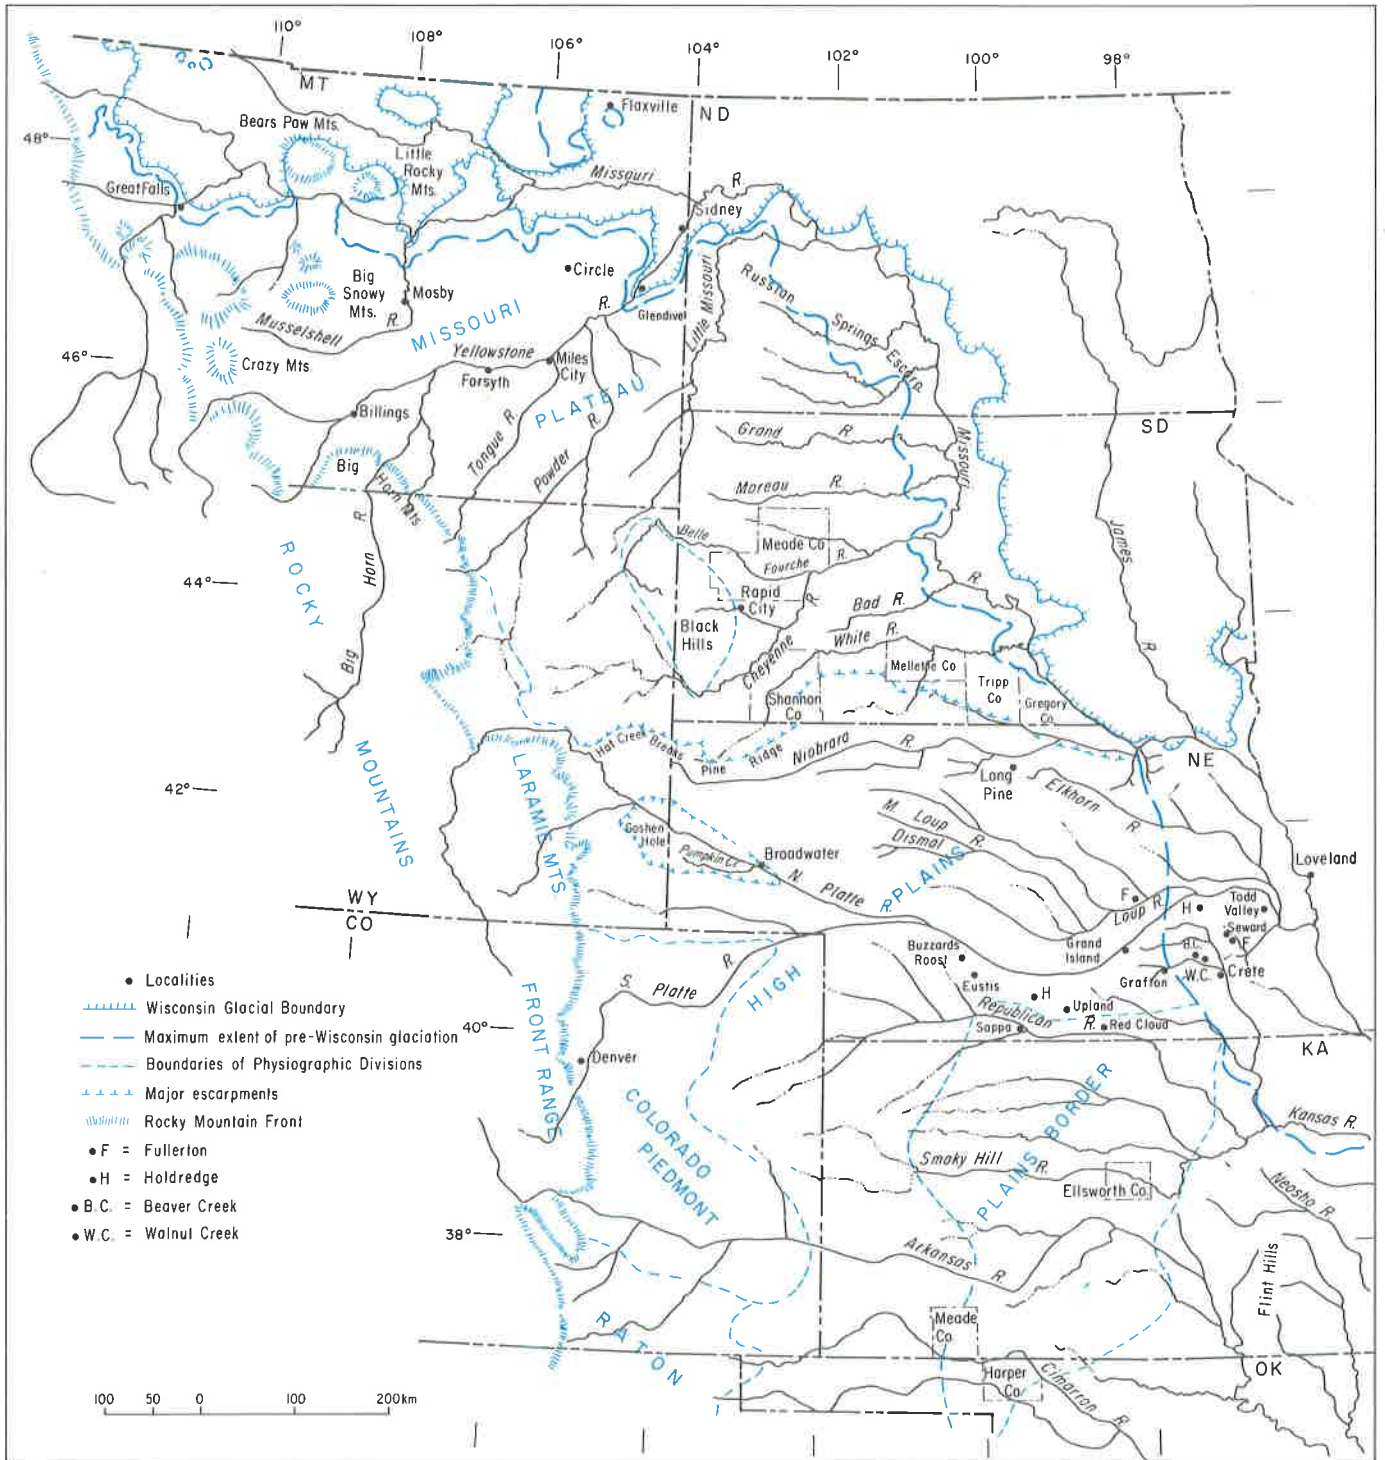 110°
108°
106°
104°
102°
100°
98°
MT
ND
Flaxville
48°
Bears Paw Mts.
Little
Rocky
Mts.
Missouri
R.
Great Falls
Sidney
Circle
Big
Snowy
Mts.
Mosby
Glendive
Little Missouri
Russian
Springs
Escarp.
Musselshell
R.
MISSOURI
R.
46°
Crazy Mts.
Yellowstone
Forsyth
Miles
City
PLATEAU
Billings
SD
Tongue R.
Powder
R.
Grand
R.
Missouri
Big
Horn Mts
Moreau
R.
R.
Horn
Big
Belle
Meade Co
Fourche
R.
James
R.
ROCKY
44°
Rapid
City
R.
Bad R.
R.
Black
Hills
Cheyenne
White R.
Mellette Co
Tripp
Co
Shannon
Co
Gregory
Co
Hat Creek
Breaks
Pine
Ridge
Niobrara
R.
NE
MOUNTAINS
42°
LARAMIE MTS
Long
Pine
Elkhorn
R.
M. Loup
R.
Dismal
Goshen
Hole
Pumpkin Cr.
Broadwater
N. Platte
R.
PLAINS
Loveland
F
Loup R.
H
Todd
Valley
Seward
F
WY
CO
Buzzards
Roost
Grand
Island
B.C.
W.C.
Crete
Grafton
Eustis
HIGH
R.
S. Platte
H
Upland
Republican
R.
Red Cloud
Sappa
40°
FRONT RANGE
Denver
KA
COLORADO
PIEDMONT
PLAINS BORDER
Kansas R.
Smoky Hill
R.
Ellsworth Co.
Neosho R.
38°
Arkansas
R.
Flint Hills
RATON
Meade
Co.
OK
Harper
Co
Cimarron
R.
Localities
Wisconsin Glacial Boundary
Maximum extent of pre-Wisconsin glaciation
Boundaries of Physiographic Divisions
Major escarpments
Rocky Mountain Front
F = Fullerton
H = Holdredge
B.C. = Beaver Creek
W.C. = Walnut Creek
100 50 0 100 200 km